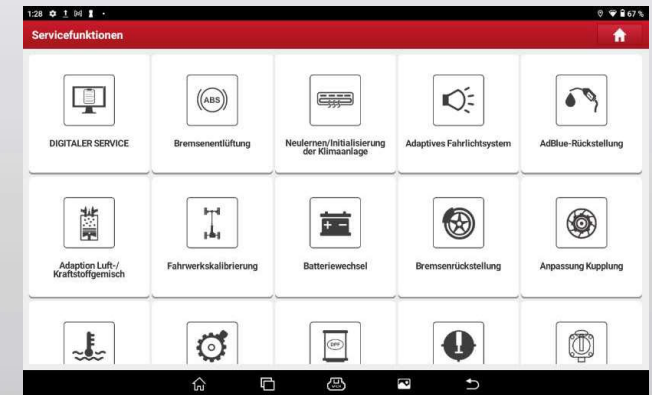 1:28
67 %
Servicefunktionen
ABS
DIGITALER SERVICE
Bremsenentlüftung
Neulernen/Initialisierung
der Klimaanlage
Adaptives Fahrlichtsystem
AdBlue-Rückstellung
Adaption Luft-/
Kraftstoffgemisch
Fahrwerkskalibrierung
Batteriewechsel
Bremsenrückstellung
Anpassung Kupplung
DPF